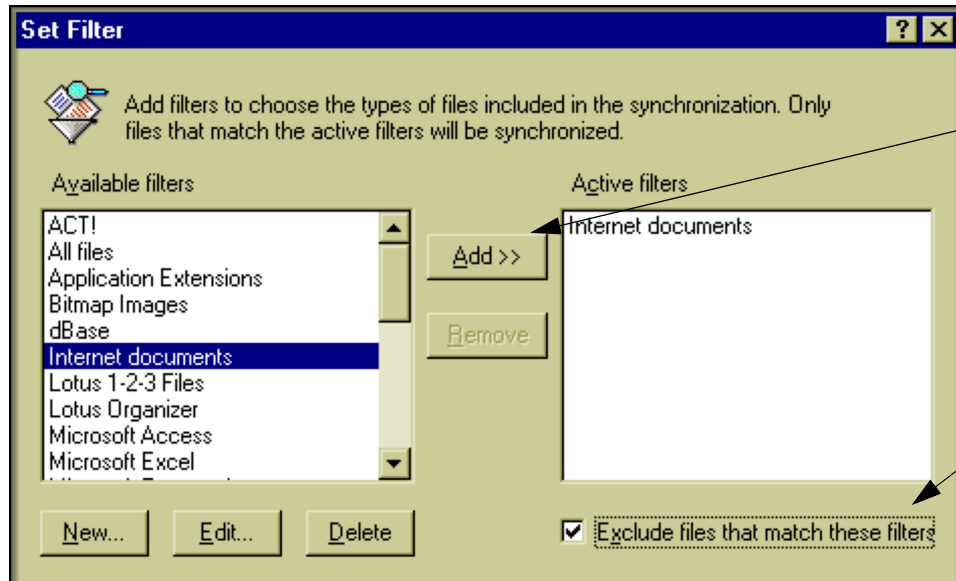 Set Filter
Add filters to choose the types of files included in the synchronization. Only
files that match the active filters will be synchronized.
Available filters
ACT!
All files
Application Extensions
Bitmap Images
dBase
Internet documents
Lotus 1-2-3 Files
Lotus Organizer
Microsoft Access
Microsoft Excel
Add >>
Remove
Active filters
Internet documents
New...
Edit...
Delete
Exclude files that match these filters